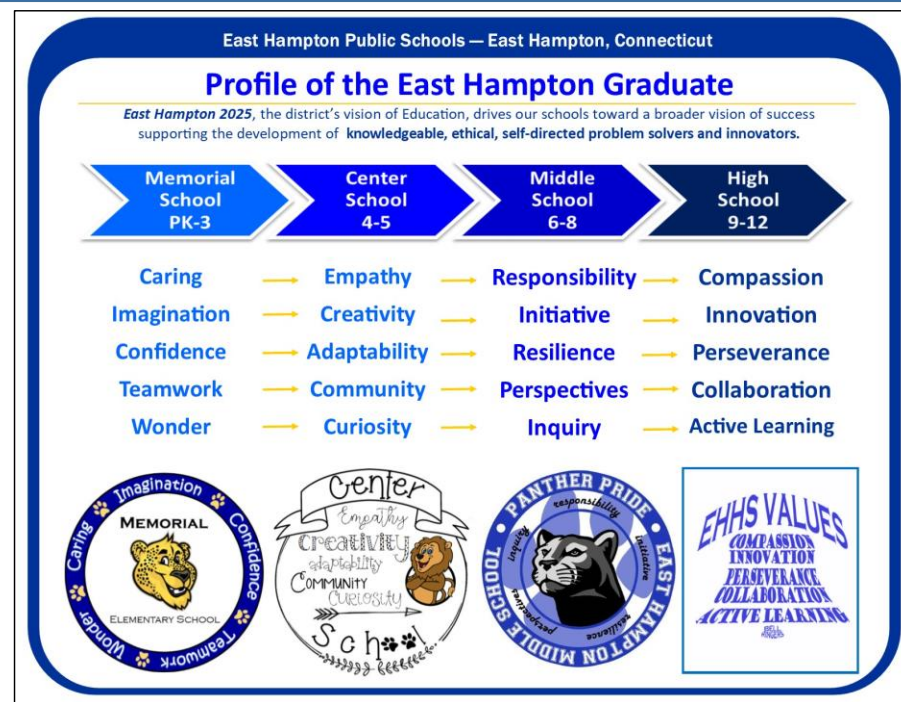 East Hampton Public Schools — East Hampton, Connecticut
Profile of the East Hampton Graduate
East Hampton 2025, the district's vision of Education, drives our schools toward a broader vision of success
supporting the development of knowledgeable, ethical, self-directed problem solvers and innovators.
Memorial
School
PK-3
Center
School
4-5
Middle
School
6-8
High
School
9-12
Caring → Empathy → Responsibility → Compassion
Imagination → Creativity → Initiative → Innovation
Confidence → Adaptability → Resilience → Perseverance
Teamwork → Community → Perspectives → Collaboration
Wonder → Curiosity → Inquiry → Active Learning
Caring Imagination Confidence Teamwork Wonder
MEMORIAL
ELEMENTARY SCHOOL
Center
Empathy
Creativity
adaptability
Community
Curiosity
School
• PANTHER PRIDE •
EAST HAMPTON MIDDLE SCHOOL
inquiry responsibility initiative resilience perspectives
EHHS VALUES
COMPASSION
INNOVATION
PERSEVERANCE
COLLABORATION
ACTIVE LEARNING
BELL
RINGERS